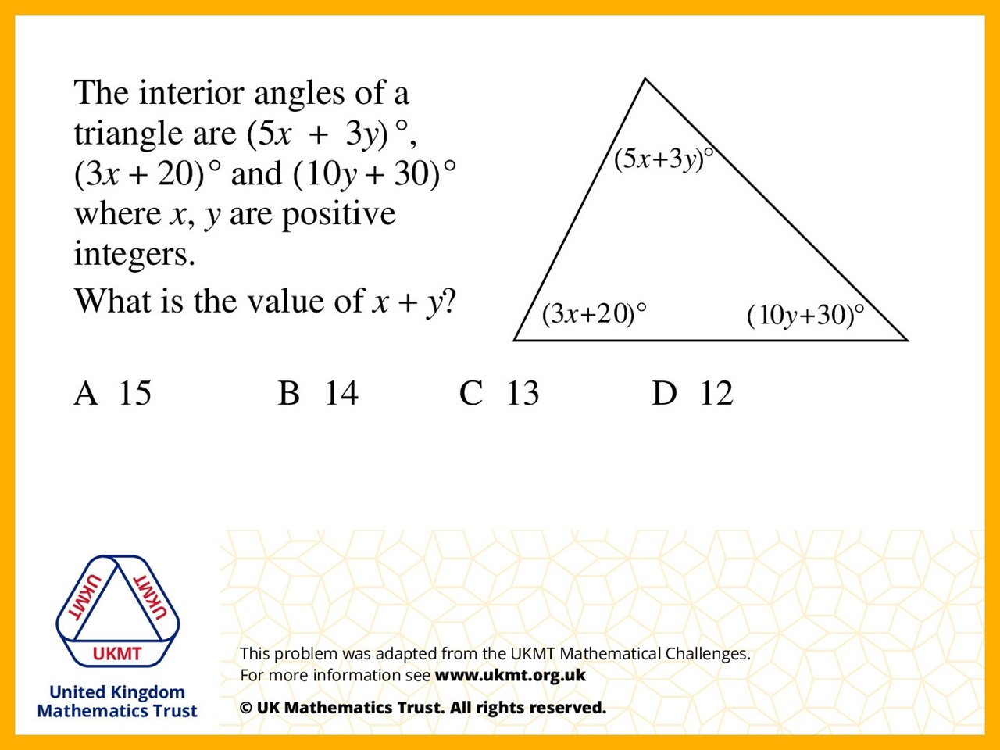 The interior angles of a
triangle are (5x + 3y)°,
(3x + 20)° and (10y + 30)°
where x, y are positive
integers.
What is the value of x + y?
(5x+3y)°
(3x+20)°
(10y+30)°
A 15
B 14
C 13
D 12
UKMT
UKMT
UKMT
United Kingdom
Mathematics Trust
This problem was adapted from the UKMT Mathematical Challenges.
For more information see www.ukmt.org.uk
© UK Mathematics Trust. All rights reserved.